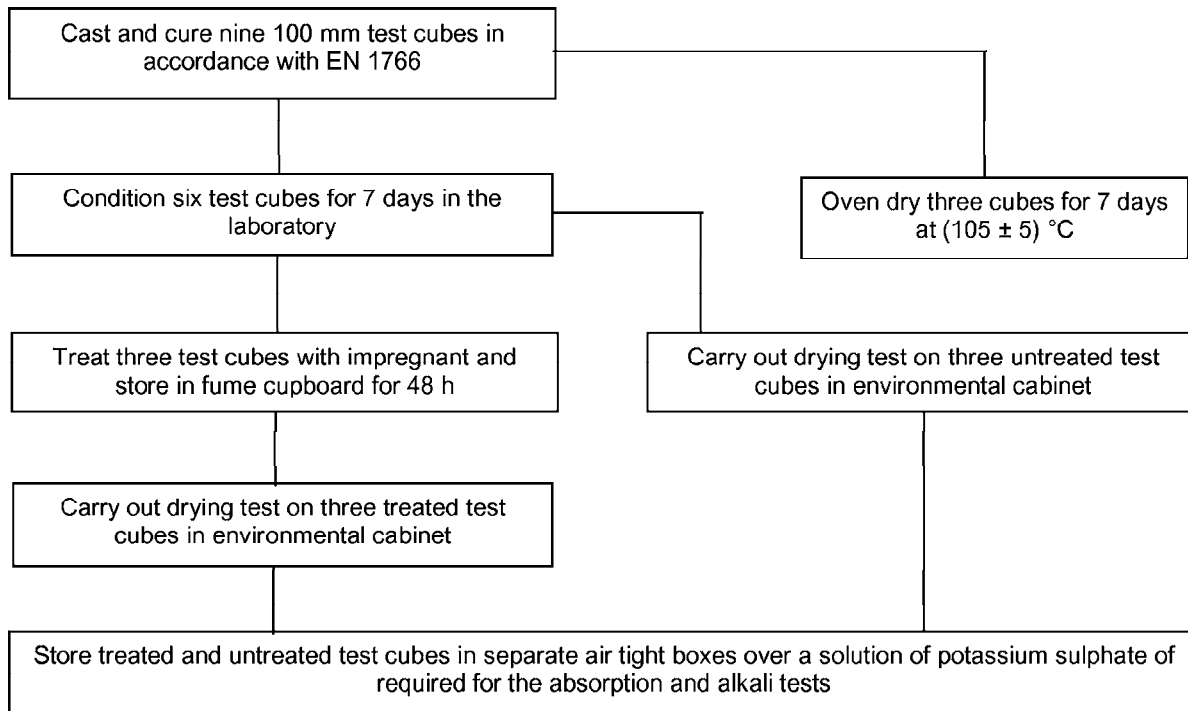 Cast and cure nine 100 mm test cubes in
accordance with EN 1766
Condition six test cubes for 7 days in the
laboratory
Oven dry three cubes for 7 days
at (105 ± 5) °C
Treat three test cubes with impregnant and
store in fume cupboard for 48 h
Carry out drying test on three untreated test
cubes in environmental cabinet
Carry out drying test on three treated test
cubes in environmental cabinet
Store treated and untreated test cubes in separate air tight boxes over a solution of potassium sulphate of
required for the absorption and alkali tests